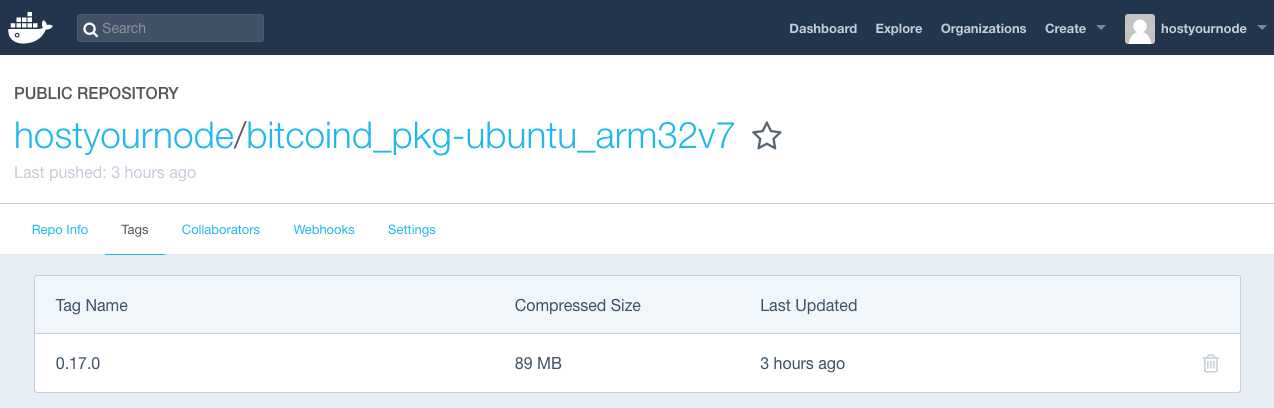 Search Dashboard Explore Organizations Create hostyournode
PUBLIC REPOSITORY
hostyournode/bitcoind_pkg-ubuntu_arm32v7
Last pushed: 3 hours ago
Repo Info Tags Collaborators Webhooks Settings
Tag Name Compressed Size Last Updated
0.17.0 89 MB 3 hours ago